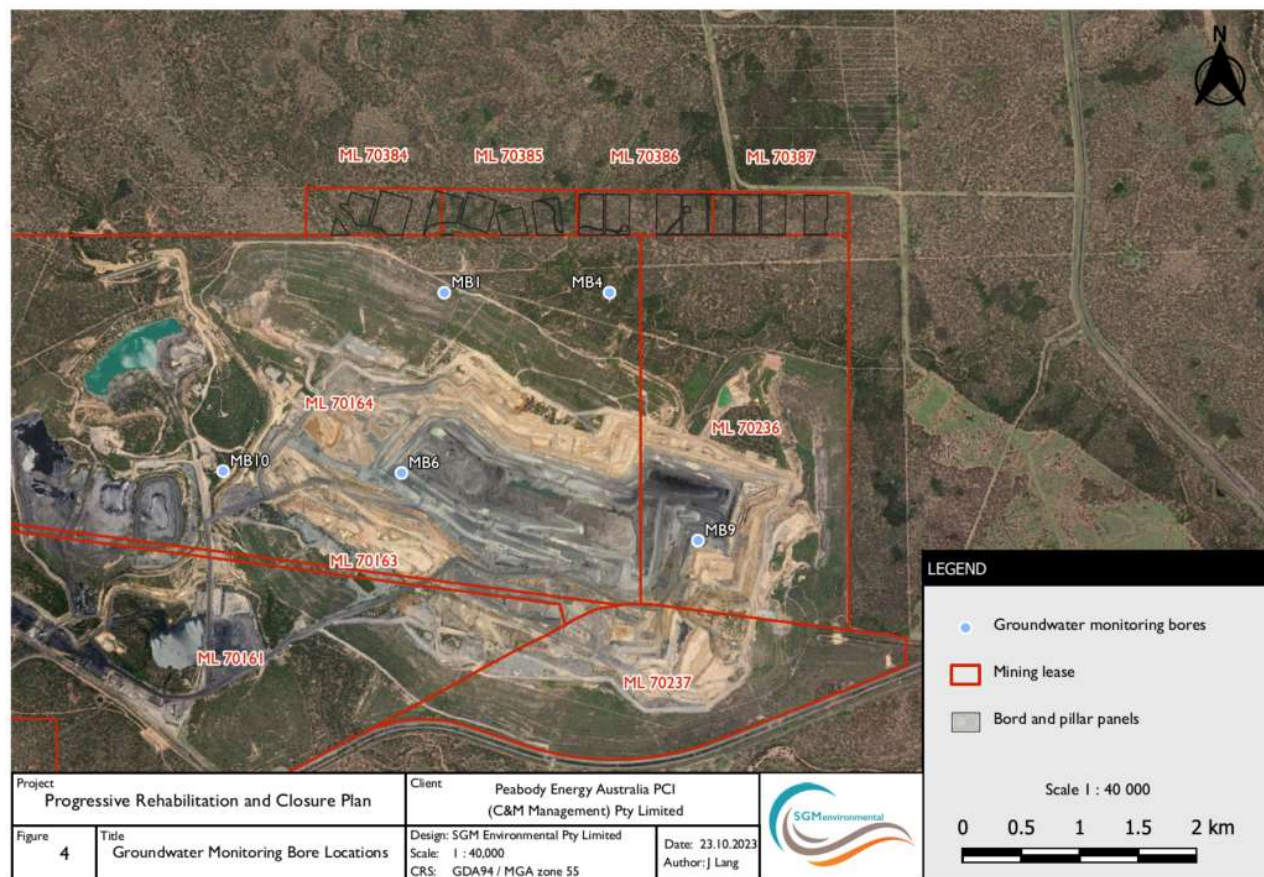 N
ML 70384
ML 70385
ML 70386
ML 70387
MB1
MB4
ML 70164
ML 70236
MB10
MB6
MB9
ML 70163
ML 70161
ML 70237
LEGEND
Groundwater monitoring bores
Mining lease
Bord and pillar panels
Scale 1 : 40 000
0 0.5 1 1.5 2 km
Project
Progressive Rehabilitation and Closure Plan
Client
Peabody Energy Australia PCI
(C&M Management) Pty Limited
Figure
4
Title
Groundwater Monitoring Bore Locations
Design: SGM Environmental Pty Limited
Scale: 1 : 40,000
CRS: GDA94 / MGA zone 55
Date: 23.10.2023
Author: J Lang
SGMenvironmental